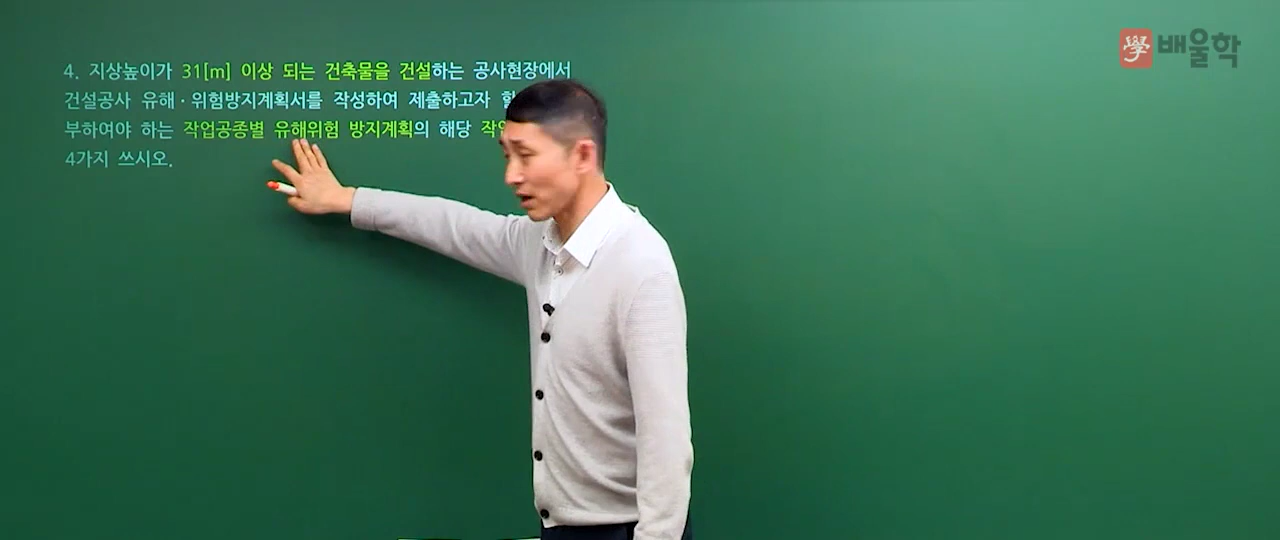 4. 지상높이가 31[m] 이상 되는 건축물을 건설하는 공사현장에서
건설공사 유해·위험방지계획서를 작성하여 제출하고자 할
부하여야 하는 작업공종별 유해위험 방지계획의 해당
4가지 쓰시오.
學 배울학